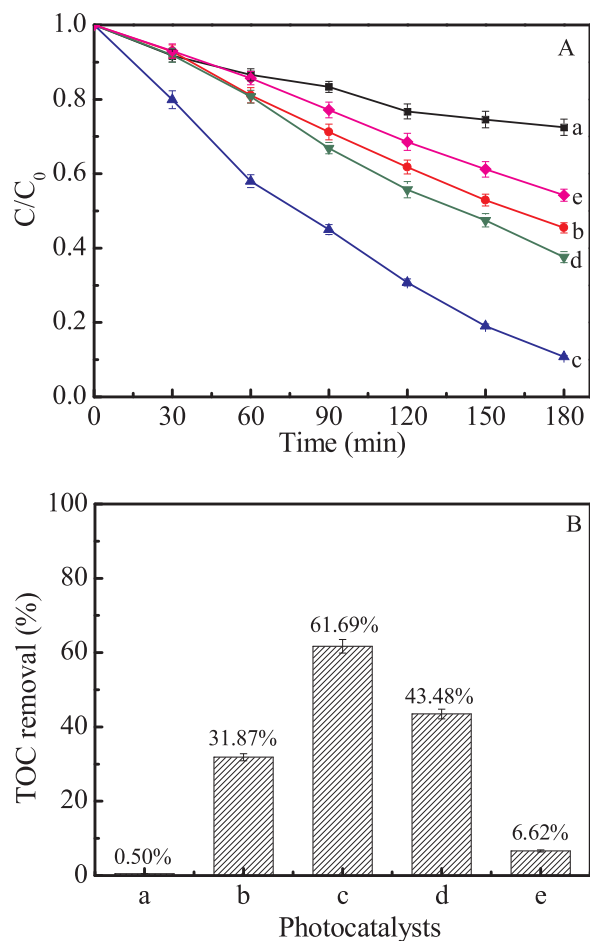 A
1.0
0.8
0.6
0.4
0.2
0.0
C/C0
a
e
b
d
c
0 30 60 90 120 150 180
Time (min)
B
100
80
60
40
20
0
TOC removal (%)
0.50%
31.87%
61.69%
43.48%
6.62%
a b c d e
Photocatalysts